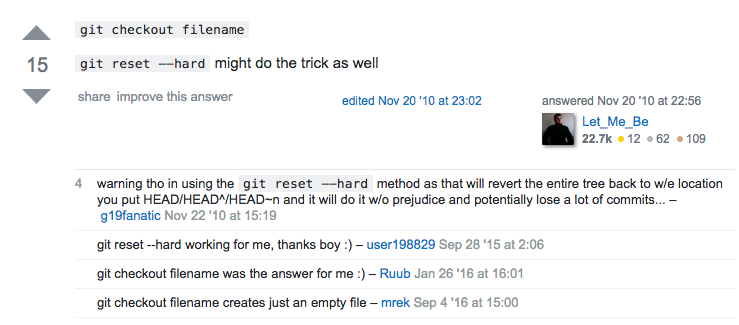 git checkout filename
15
git reset --hard might do the trick as well
share improve this answer
edited Nov 20 '10 at 23:02
answered Nov 20 '10 at 22:56
Let_Me_Be
22.7k 12 62 109
4 warning tho in using the git reset --hard method as that will revert the entire tree back to w/e location
you put HEAD/HEAD^/HEAD~n and it will do it w/o prejudice and potentially lose a lot of commits... –
g19fanatic Nov 22 '10 at 15:19
git reset --hard working for me, thanks boy :) – user198829 Sep 28 '15 at 2:06
git checkout filename was the answer for me :) – Ruub Jan 26 '16 at 16:01
git checkout filename creates just an empty file – mrek Sep 4 '16 at 15:00